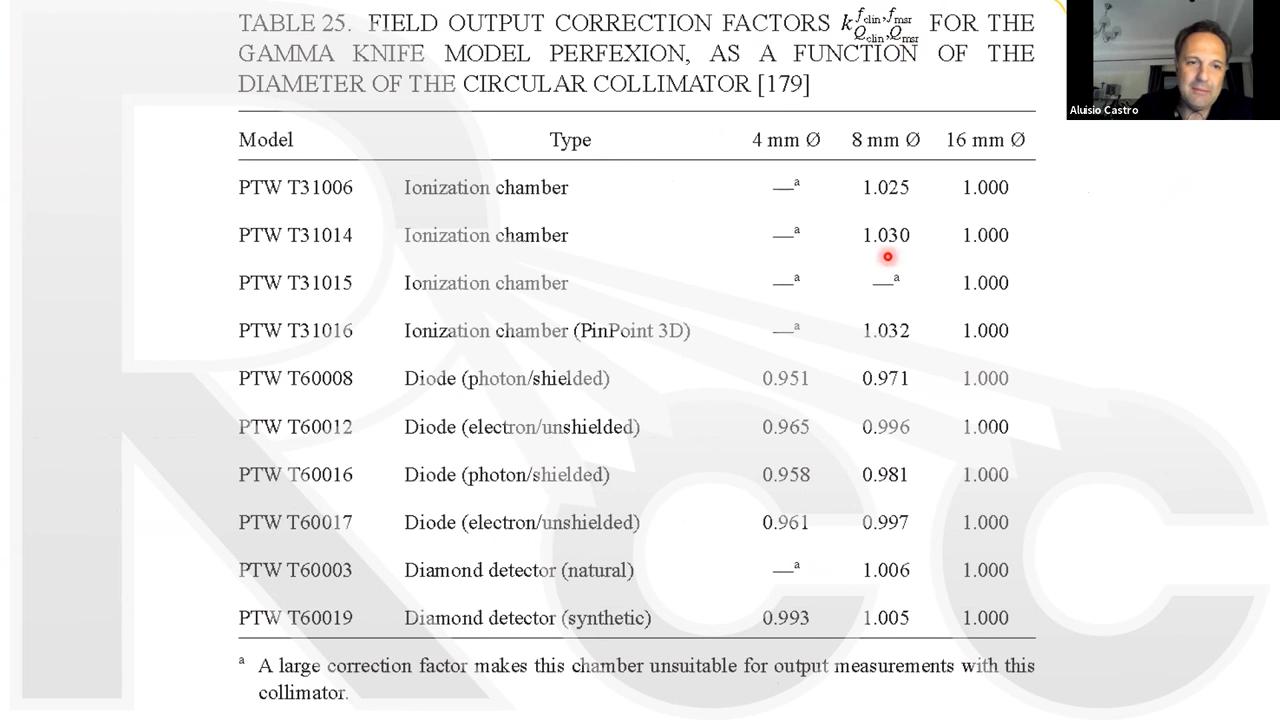 TABLE 25. FIELD OUTPUT CORRECTION FACTORS k^{f_clin, f_msr}_{Q_clin, Q_msr} FOR THE
GAMMA KNIFE MODEL PERFEXION, AS A FUNCTION OF THE
DIAMETER OF THE CIRCULAR COLLIMATOR [179]
Aluisio Castro
Model Type 4 mm Ø 8 mm Ø 16 mm Ø
PTW T31006 Ionization chamber —ᵃ 1.025 1.000
PTW T31014 Ionization chamber —ᵃ 1.030 1.000
PTW T31015 Ionization chamber —ᵃ —ᵃ 1.000
PTW T31016 Ionization chamber (PinPoint 3D) —ᵃ 1.032 1.000
PTW T60008 Diode (photon/shielded) 0.951 0.971 1.000
PTW T60012 Diode (electron/unshielded) 0.965 0.996 1.000
PTW T60016 Diode (photon/shielded) 0.958 0.981 1.000
PTW T60017 Diode (electron/unshielded) 0.961 0.997 1.000
PTW T60003 Diamond detector (natural) —ᵃ 1.006 1.000
PTW T60019 Diamond detector (synthetic) 0.993 1.005 1.000
ᵃ A large correction factor makes this chamber unsuitable for output measurements with this
collimator.
Rcc